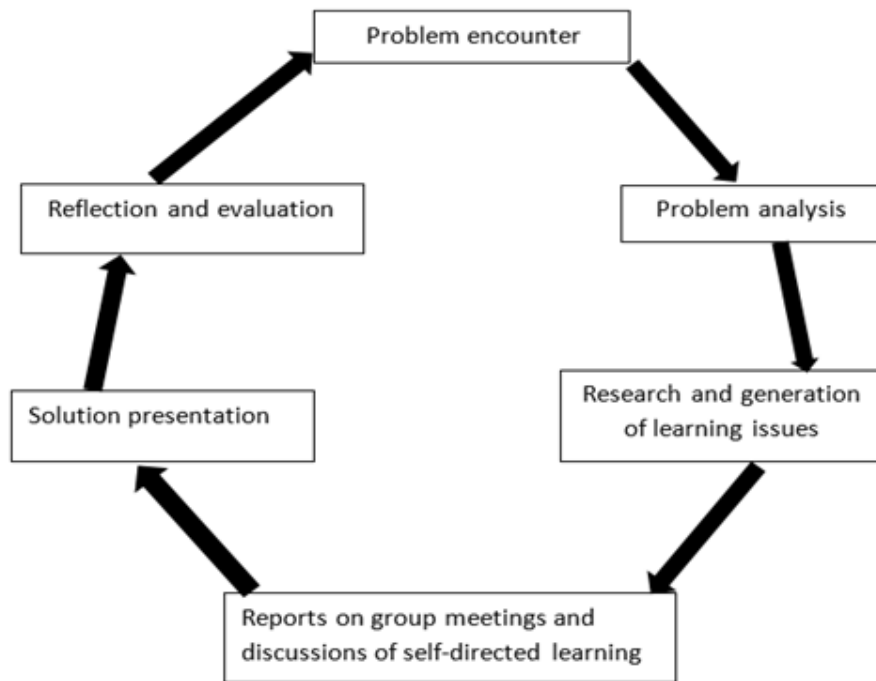 Problem encounter
Problem analysis
Research and generation
of learning issues
Reports on group meetings and
discussions of self-directed learning
Solution presentation
Reflection and evaluation